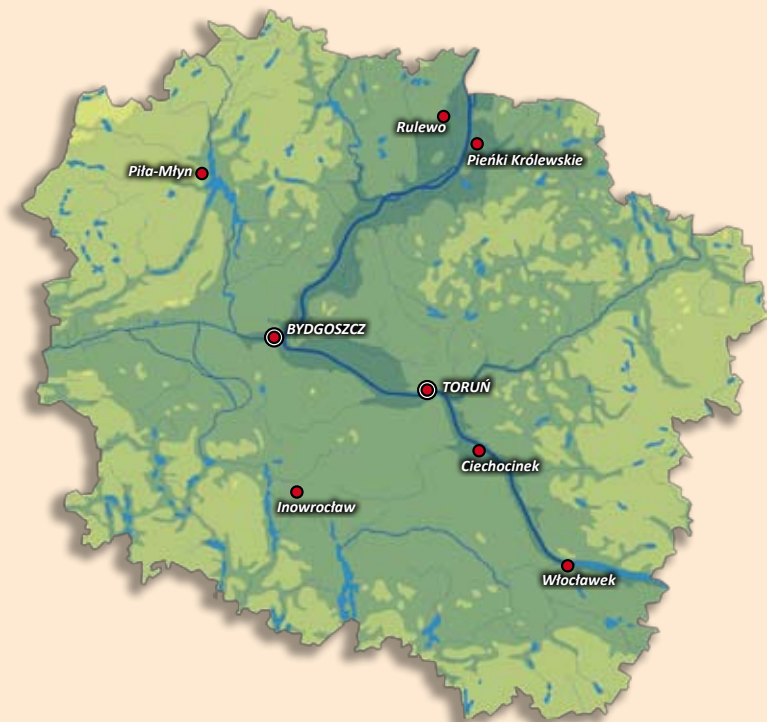 Rulewo
Pieńki Królewskie
Piła-Młyn
BYDGOSZCZ
TORUŃ
Ciechocinek
Inowrocław
Włocławek